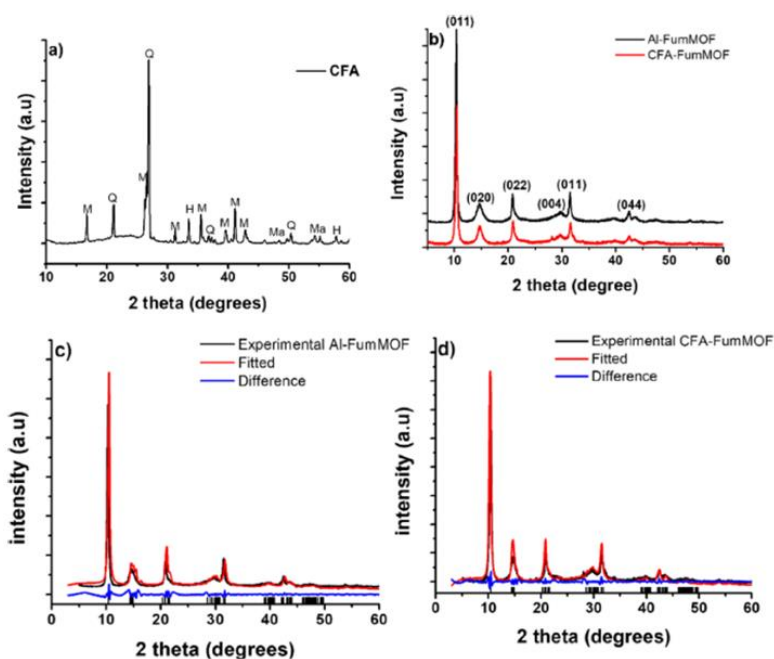 a)
Q
CFA
M
Q
M
M
H
M
Q
M
M
M
Ma
Q
Ma
H
Intensity (a.u)
10 20 30 40 50 60
2 theta (degrees)
b)
(011)
Al-FumMOF
CFA-FumMOF
(020)
(022)
(004)
(011)
(044)
Intensity (a.u)
5 10 20 30 40 50 60
2 theta (degree)
c)
Experimental Al-FumMOF
Fitted
Difference
intensity (a.u)
0 10 20 30 40 50 60
2 theta (degrees)
d)
Experimental CFA-FumMOF
Fitted
Difference
intensity (a.u)
0 10 20 30 40 50 60
2 theta (degrees)